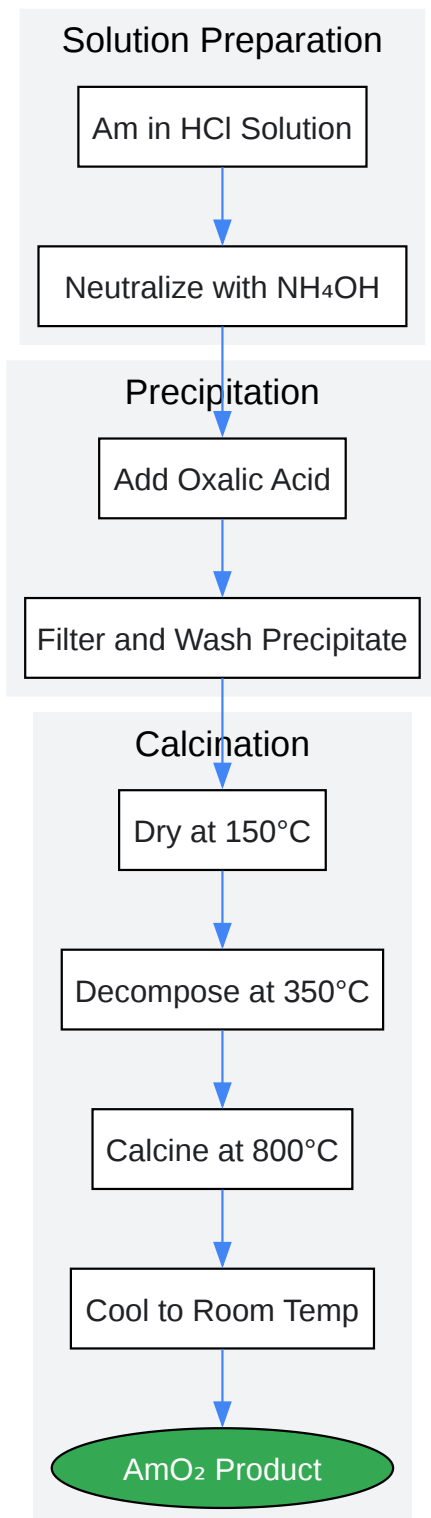 Solution Preparation
Am in HCl Solution
Neutralize with NH₄OH
Precipitation
Add Oxalic Acid
Filter and Wash Precipitate
Calcination
Dry at 150°C
Decompose at 350°C
Calcine at 800°C
Cool to Room Temp
AmO₂ Product